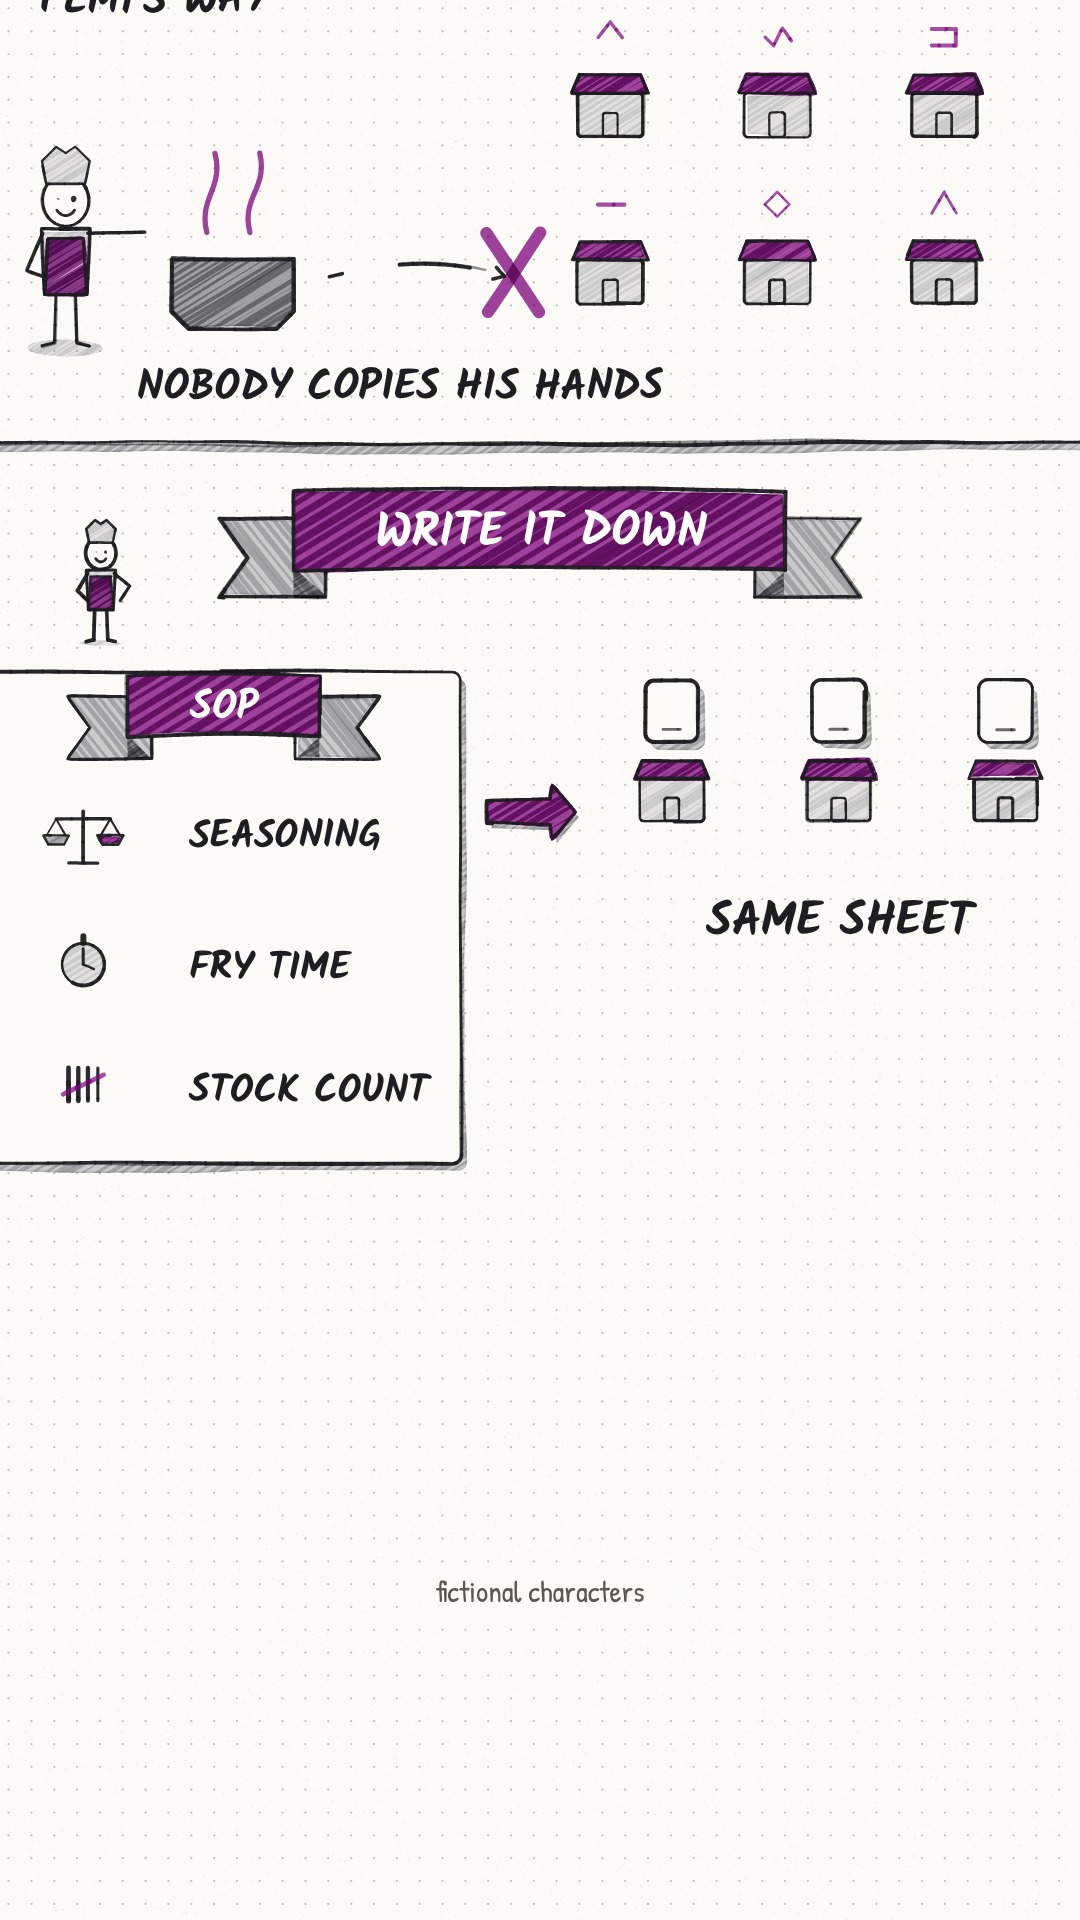 NOBODY COPIES HIS HANDS
WRITE IT DOWN
SOP
SEASONING
FRY TIME
STOCK COUNT
SAME SHEET
fictional characters